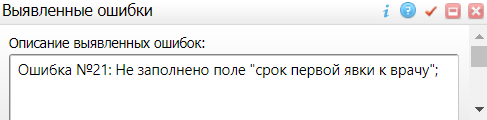 Выявленные ошибки
Описание выявленных ошибок:
Ошибка №21: Не заполнено поле "срок первой явки к врачу";